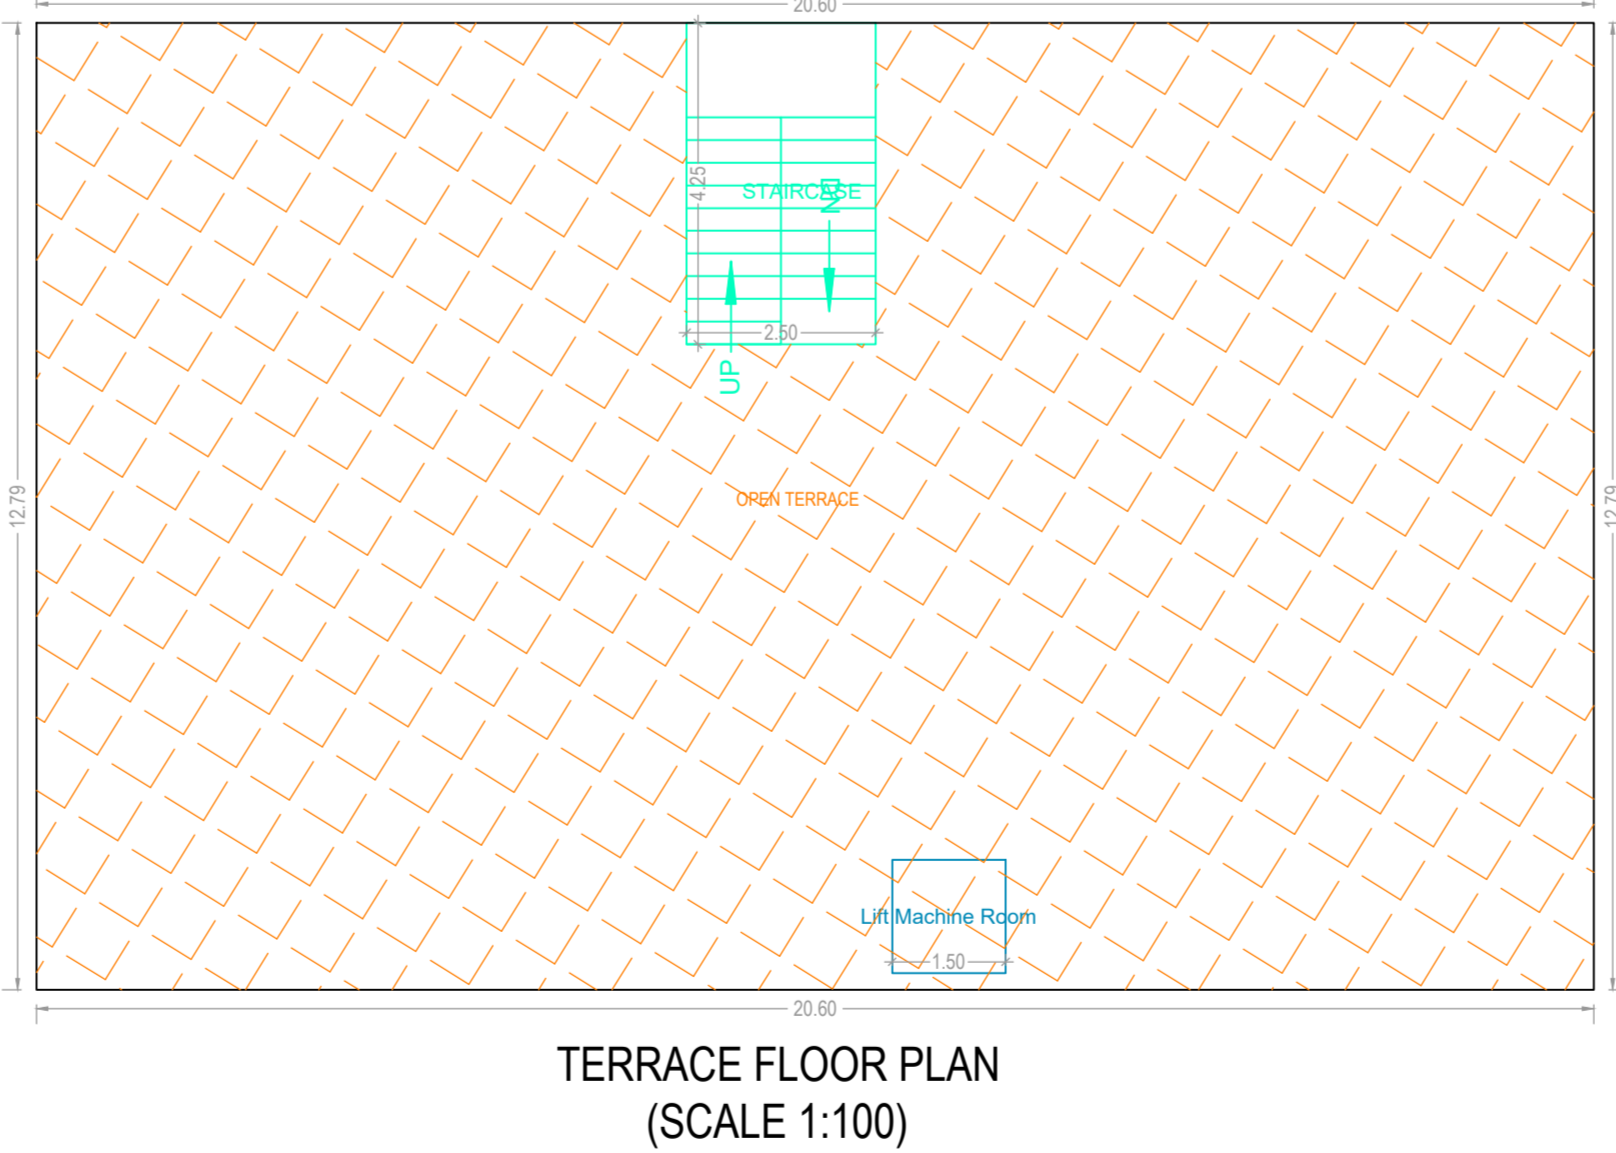 20.60
4.25
STAIRCASE
DN
2.50
UP
12.79
12.79
OPEN TERRACE
Lift Machine Room
1.50
20.60
TERRACE FLOOR PLAN
(SCALE 1:100)